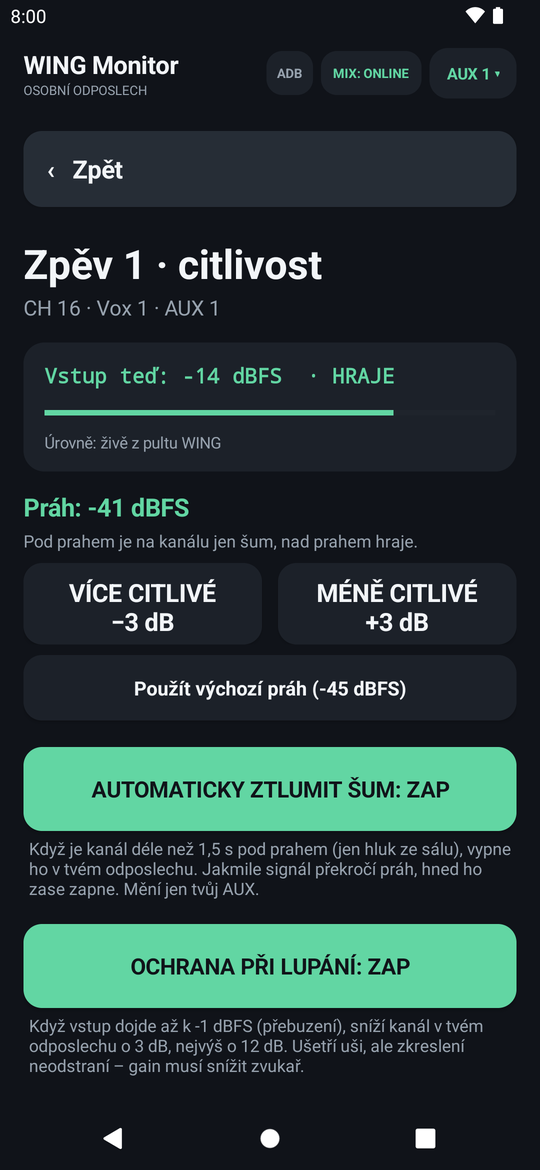 8:00
WING Monitor
OSOBNÍ ODPOSLECH
ADB
MIX: ONLINE
AUX 1 ▾
‹ Zpět
Zpěv 1 · citlivost
CH 16 · Vox 1 · AUX 1
Vstup teď: -14 dBFS · HRAJE
Úrovně: živě z pultu WING
Práh: -41 dBFS
Pod prahem je na kanálu jen šum, nad prahem hraje.
VÍCE CITLIVÉ
−3 dB
MÉNĚ CITLIVÉ
+3 dB
Použít výchozí práh (-45 dBFS)
AUTOMATICKY ZTLUMIT ŠUM: ZAP
Když je kanál déle než 1,5 s pod prahem (jen hluk ze sálu), vypne
ho v tvém odposlechu. Jakmile signál překročí práh, hned ho
zase zapne. Mění jen tvůj AUX.
OCHRANA PŘI LUPÁNÍ: ZAP
Když vstup dojde až k -1 dBFS (přebuzení), sníží kanál v tvém
odposlechu o 3 dB, nejvýš o 12 dB. Ušetří uši, ale zkreslení
neodstraní – gain musí snížit zvukař.